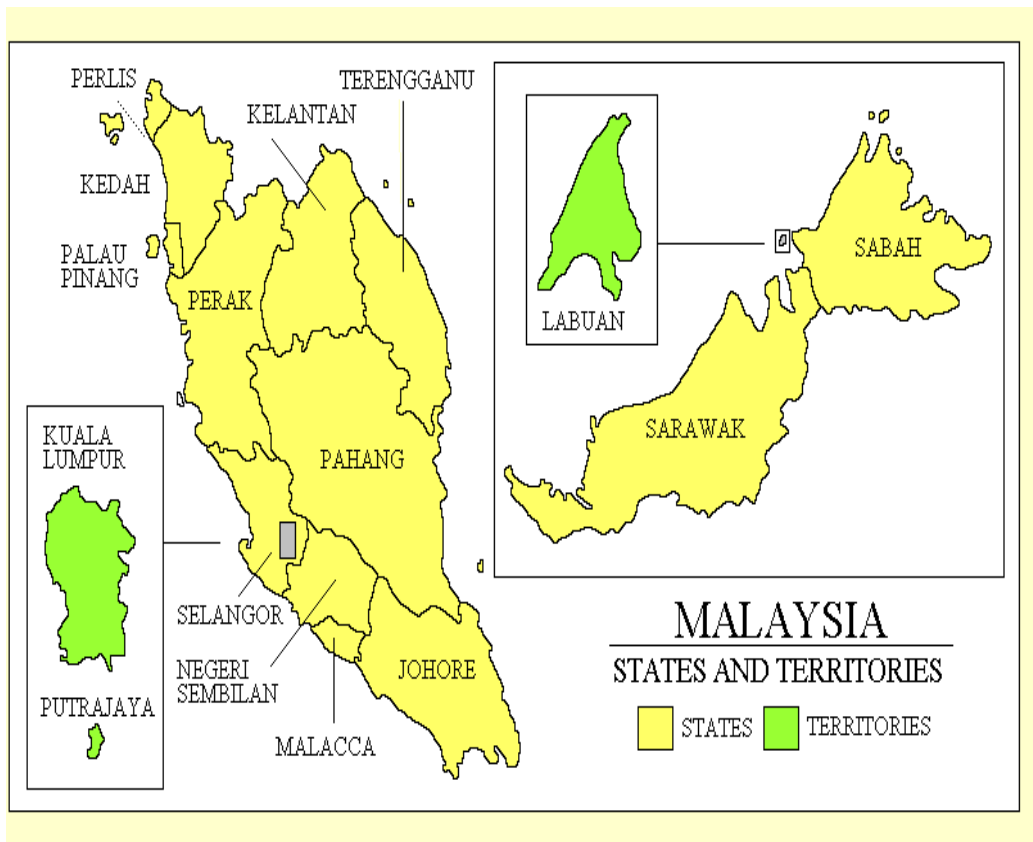 PERLIS
TERENGGANU
KELANTAN
KEDAH
PALAU
PINANG
PERAK
SABAH
LABUAN
SARAWAK
KUALA
LUMPUR
PAHANG
SELANGOR
NEGERI
SEMBILAN
JOHORE
PUTRAJAYA
MALACCA
MALAYSIA
STATES AND TERRITORIES
STATES
TERRITORIES